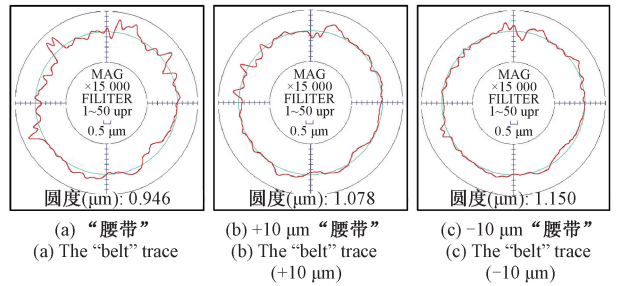 MAG
×15 000
FILITER
1~50 upr
0.5 μm
圆度(μm): 0.946
(a) “腰带”
(a) The “belt” trace
MAG
×15 000
FILITER
1~50 upr
0.5 μm
圆度(μm): 1.078
(b) +10 μm“腰带”
(b) The “belt” trace
(+10 μm)
MAG
×15 000
FILITER
1~50 upr
0.5 μm
圆度(μm): 1.150
(c) −10 μm“腰带”
(c) The “belt” trace
(−10 μm)